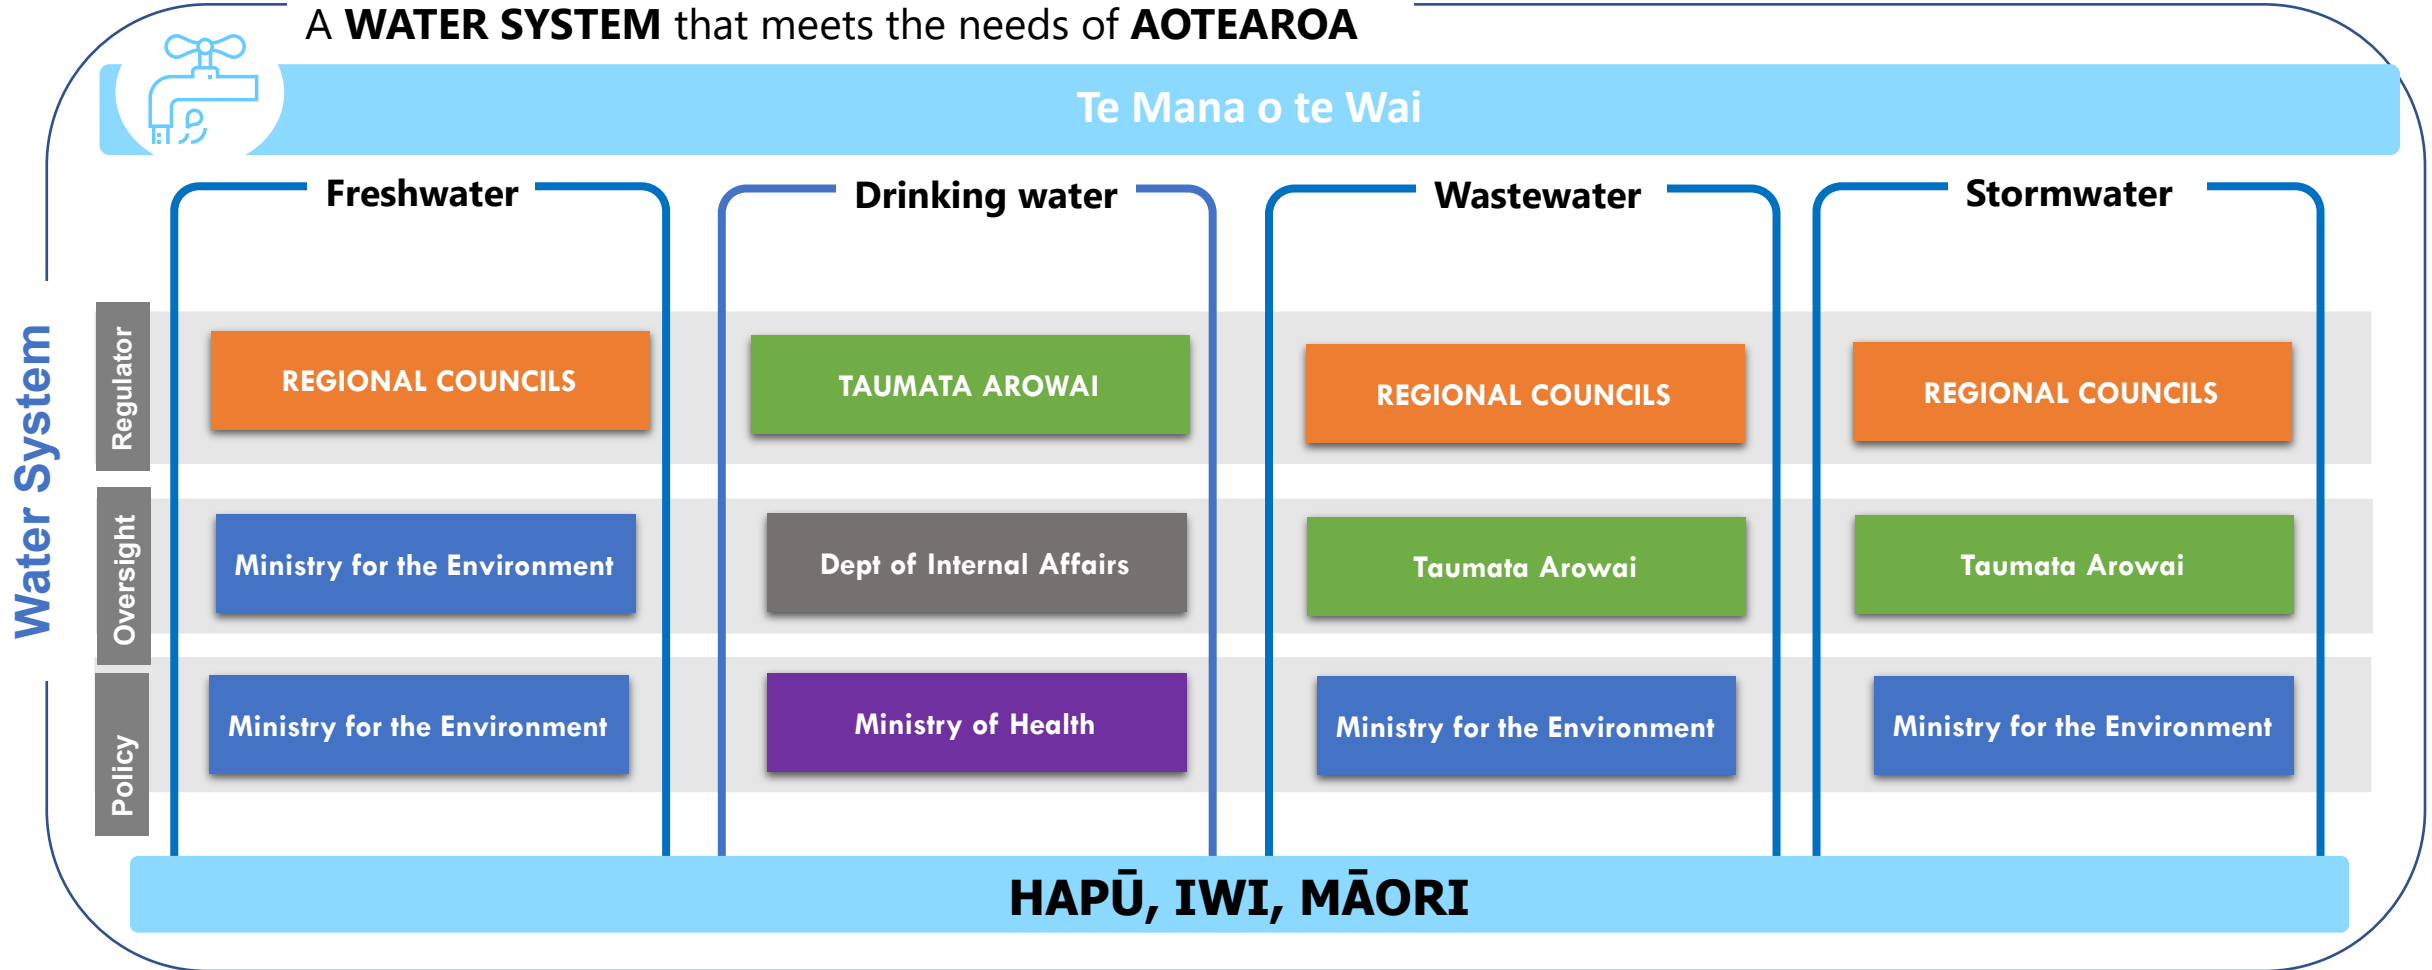 A WATER SYSTEM that meets the needs of AOTEAROA
Te Mana o te Wai
Freshwater
Drinking water
Wastewater
Stormwater
Water System
Regulator
REGIONAL COUNCILS
TAUMATA AROWAI
REGIONAL COUNCILS
REGIONAL COUNCILS
Oversight
Ministry for the Environment
Dept of Internal Affairs
Taumata Arowai
Taumata Arowai
Policy
Ministry for the Environment
Ministry of Health
Ministry for the Environment
Ministry for the Environment
HAPŪ, IWI, MĀORI